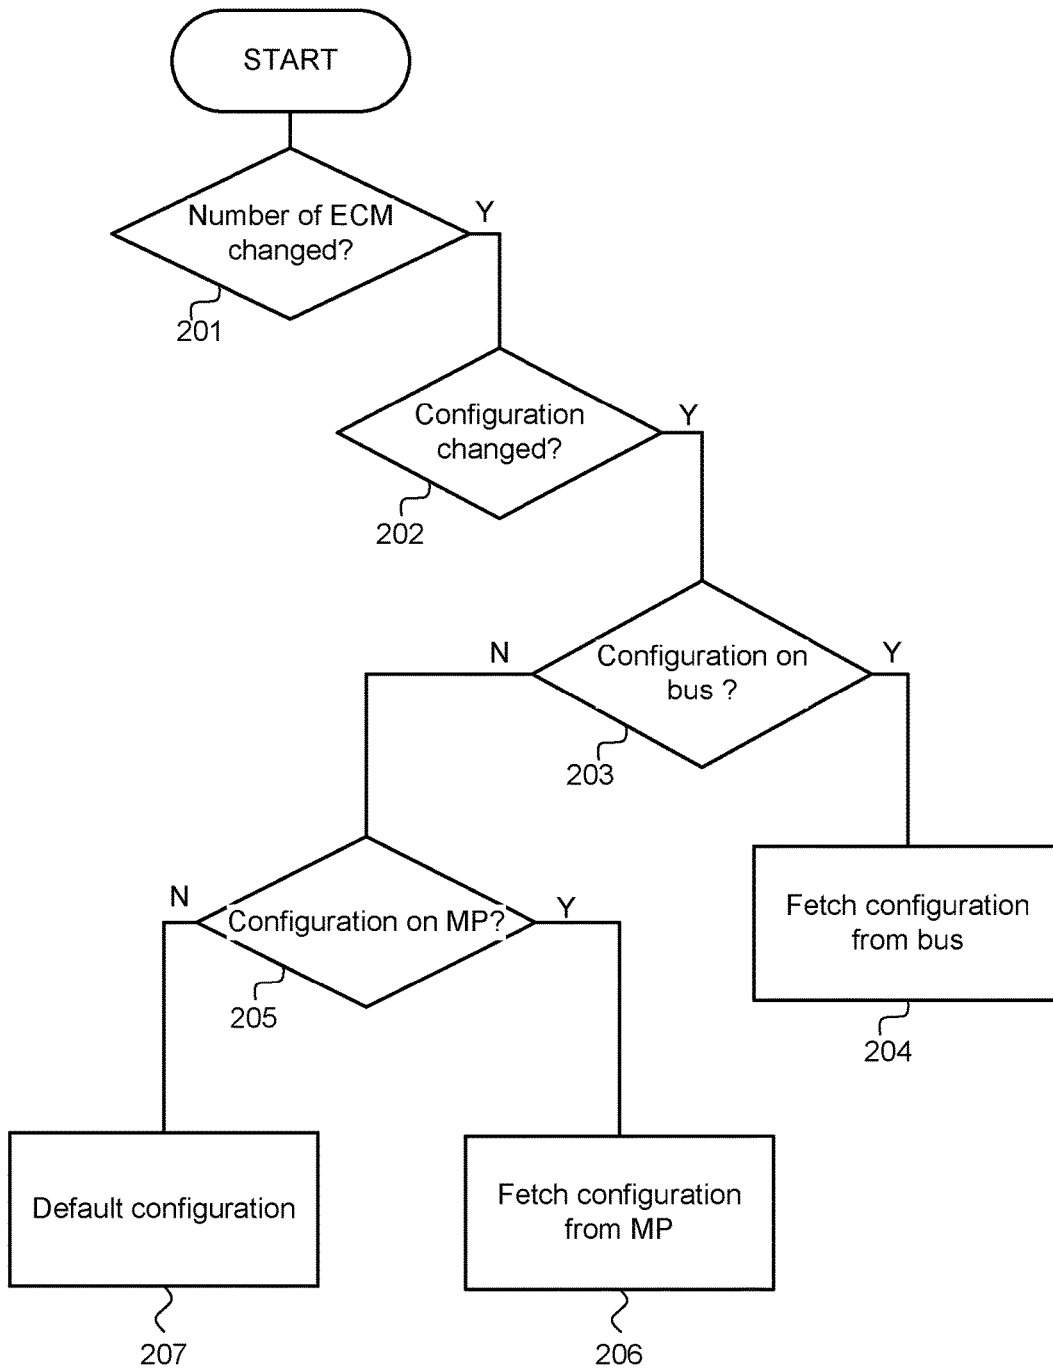 START
Number of ECM
changed?
Y
201
Configuration
changed?
Y
202
Configuration on
bus ?
N
Y
203
Configuration on MP?
N
Y
205
Fetch configuration
from bus
204
Default configuration
207
Fetch configuration
from MP
206